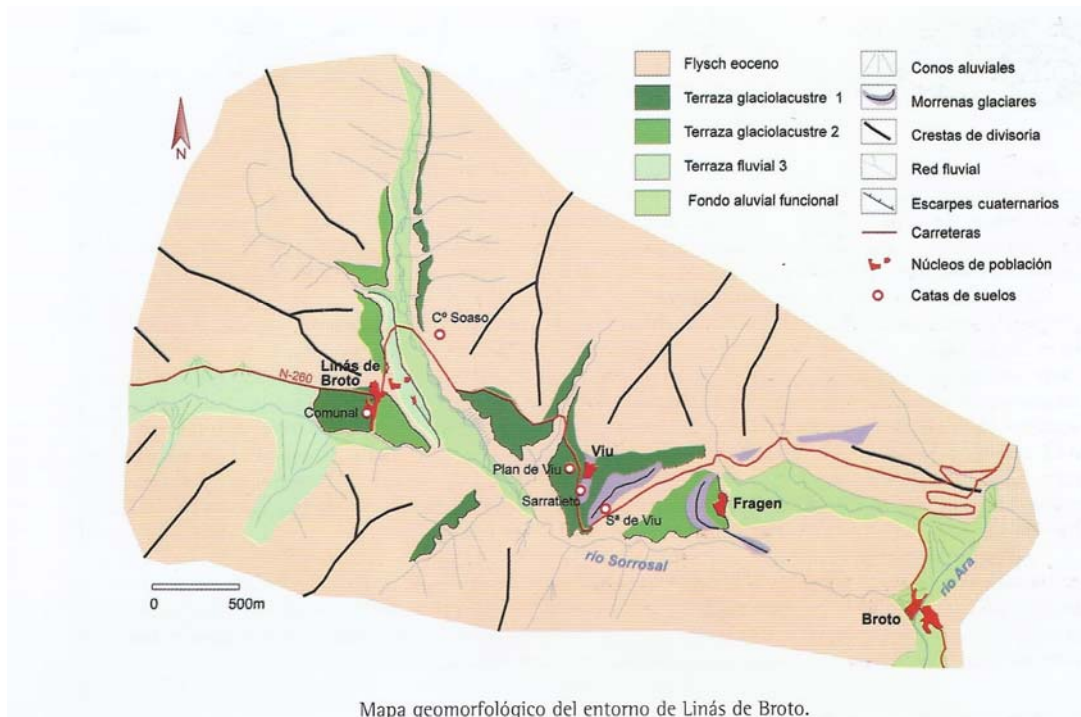 Flysch eoceno
Terraza glaciolacustre 1
Terraza glaciolacustre 2
Terraza fluvial 3
Fondo aluvial funcional
Conos aluviales
Morrenas glaciares
Crestas de divisoria
Red fluvial
Escarpes cuaternarios
Carreteras
Núcleos de población
Catas de suelos
N
Cº Soaso
Linás de
Broto
N-260
Comunal
Viu
Plan de Viu
Sarratieto
Sª de Viu
Fragen
río Sorrosal
río Ara
Broto
0 500m
Mapa geomorfológico del entorno de Linás de Broto.